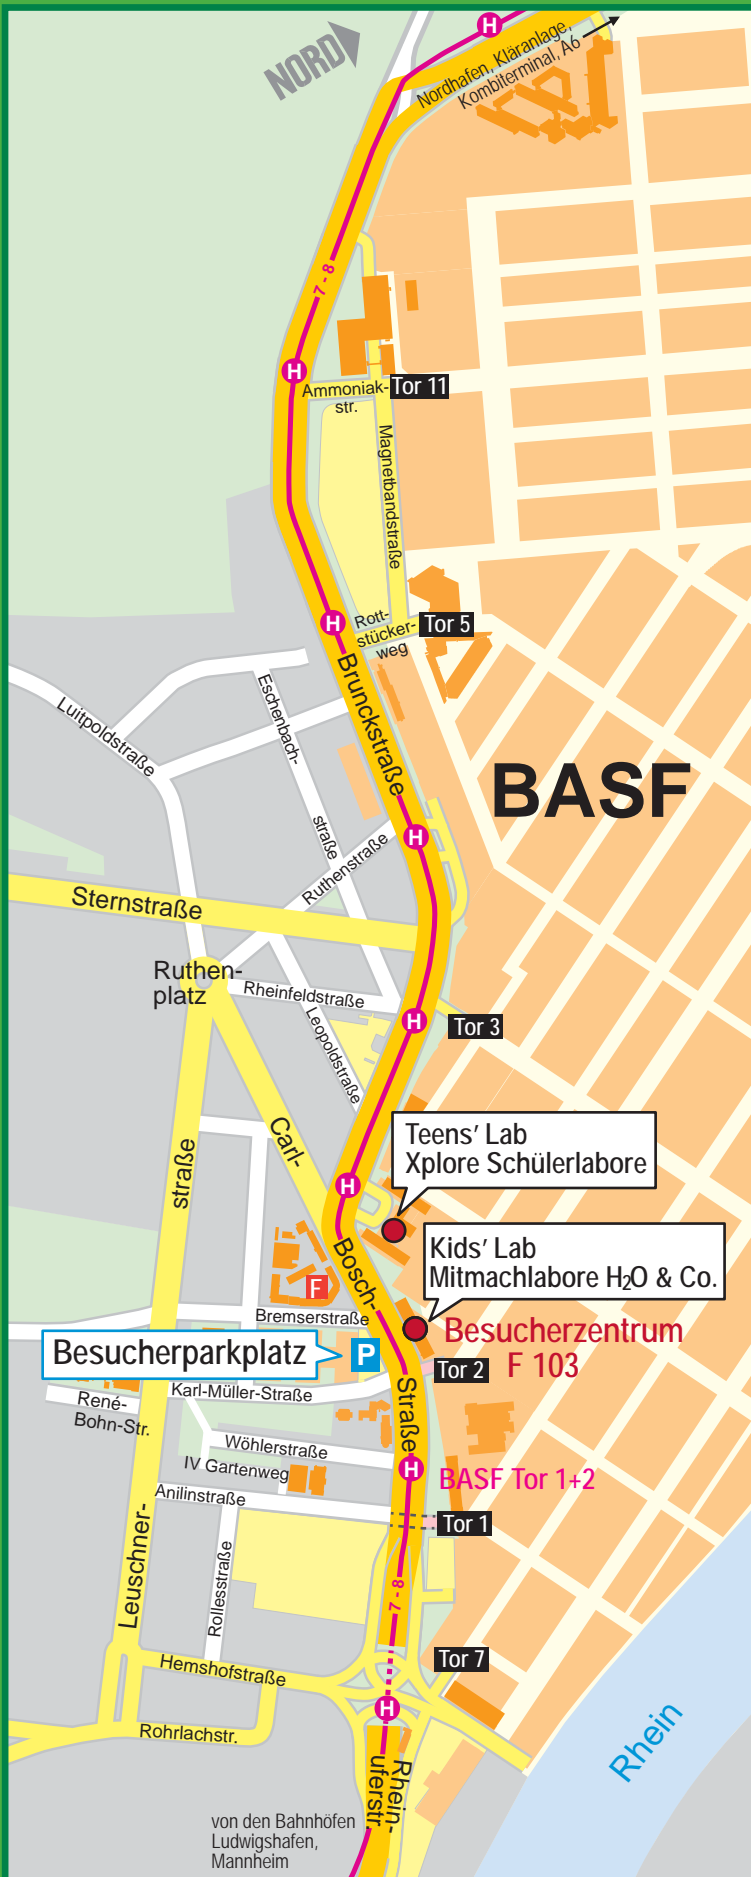 H
NORD
Nordhafen, Kläranlage,
Kombiterminal, A6
7 - 8
H
Ammoniak-
str.
Tor 11
Magnetbandstraße
H
Rott-
stücker-
weg
Tor 5
Brunckstraße
Luitpoldstraße
Eschenbach-
straße
BASF
H
Ruthenstraße
Sternstraße
Ruthen-
platz
Rheinfeldstraße
Leopoldstraße
H
Tor 3
Carl-
Bosch-
Straße
Teens' Lab
Xplore Schülerlabore
H
Kids' Lab
Mitmachlabore H2O & Co.
F
Bremserstraße
Besucherzentrum
F 103
Besucherparkplatz
P
Tor 2
Karl-Müller-Straße
René-
Bohn-Str.
Wöhlerstraße
IV Gartenweg
H
BASF Tor 1+2
Anilinstraße
Tor 1
Leuschner-
straße
Rollesstraße
7 - 8
Tor 7
Hemshofstraße
H
Rohrlachstr.
Rhein-
uferstr.
Rhein
von den Bahnhöfen
Ludwigshafen,
Mannheim